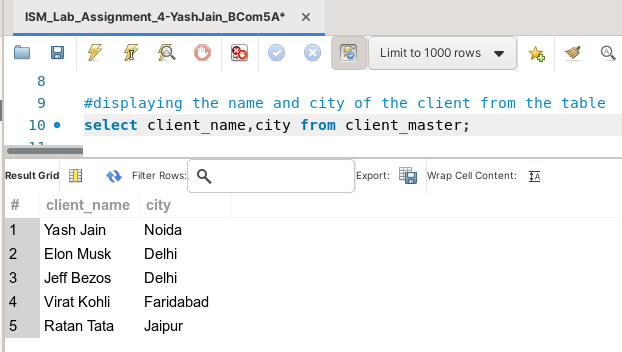 ISM_Lab_Assignment_4-YashJain_BCom5A* ×
Limit to 1000 rows
8
9 #displaying the name and city of the client from the table
10 select client_name,city from client_master;
11
Result Grid Filter Rows: Export: Wrap Cell Content: IA
# client_name city
1 Yash Jain Noida
2 Elon Musk Delhi
3 Jeff Bezos Delhi
4 Virat Kohli Faridabad
5 Ratan Tata Jaipur